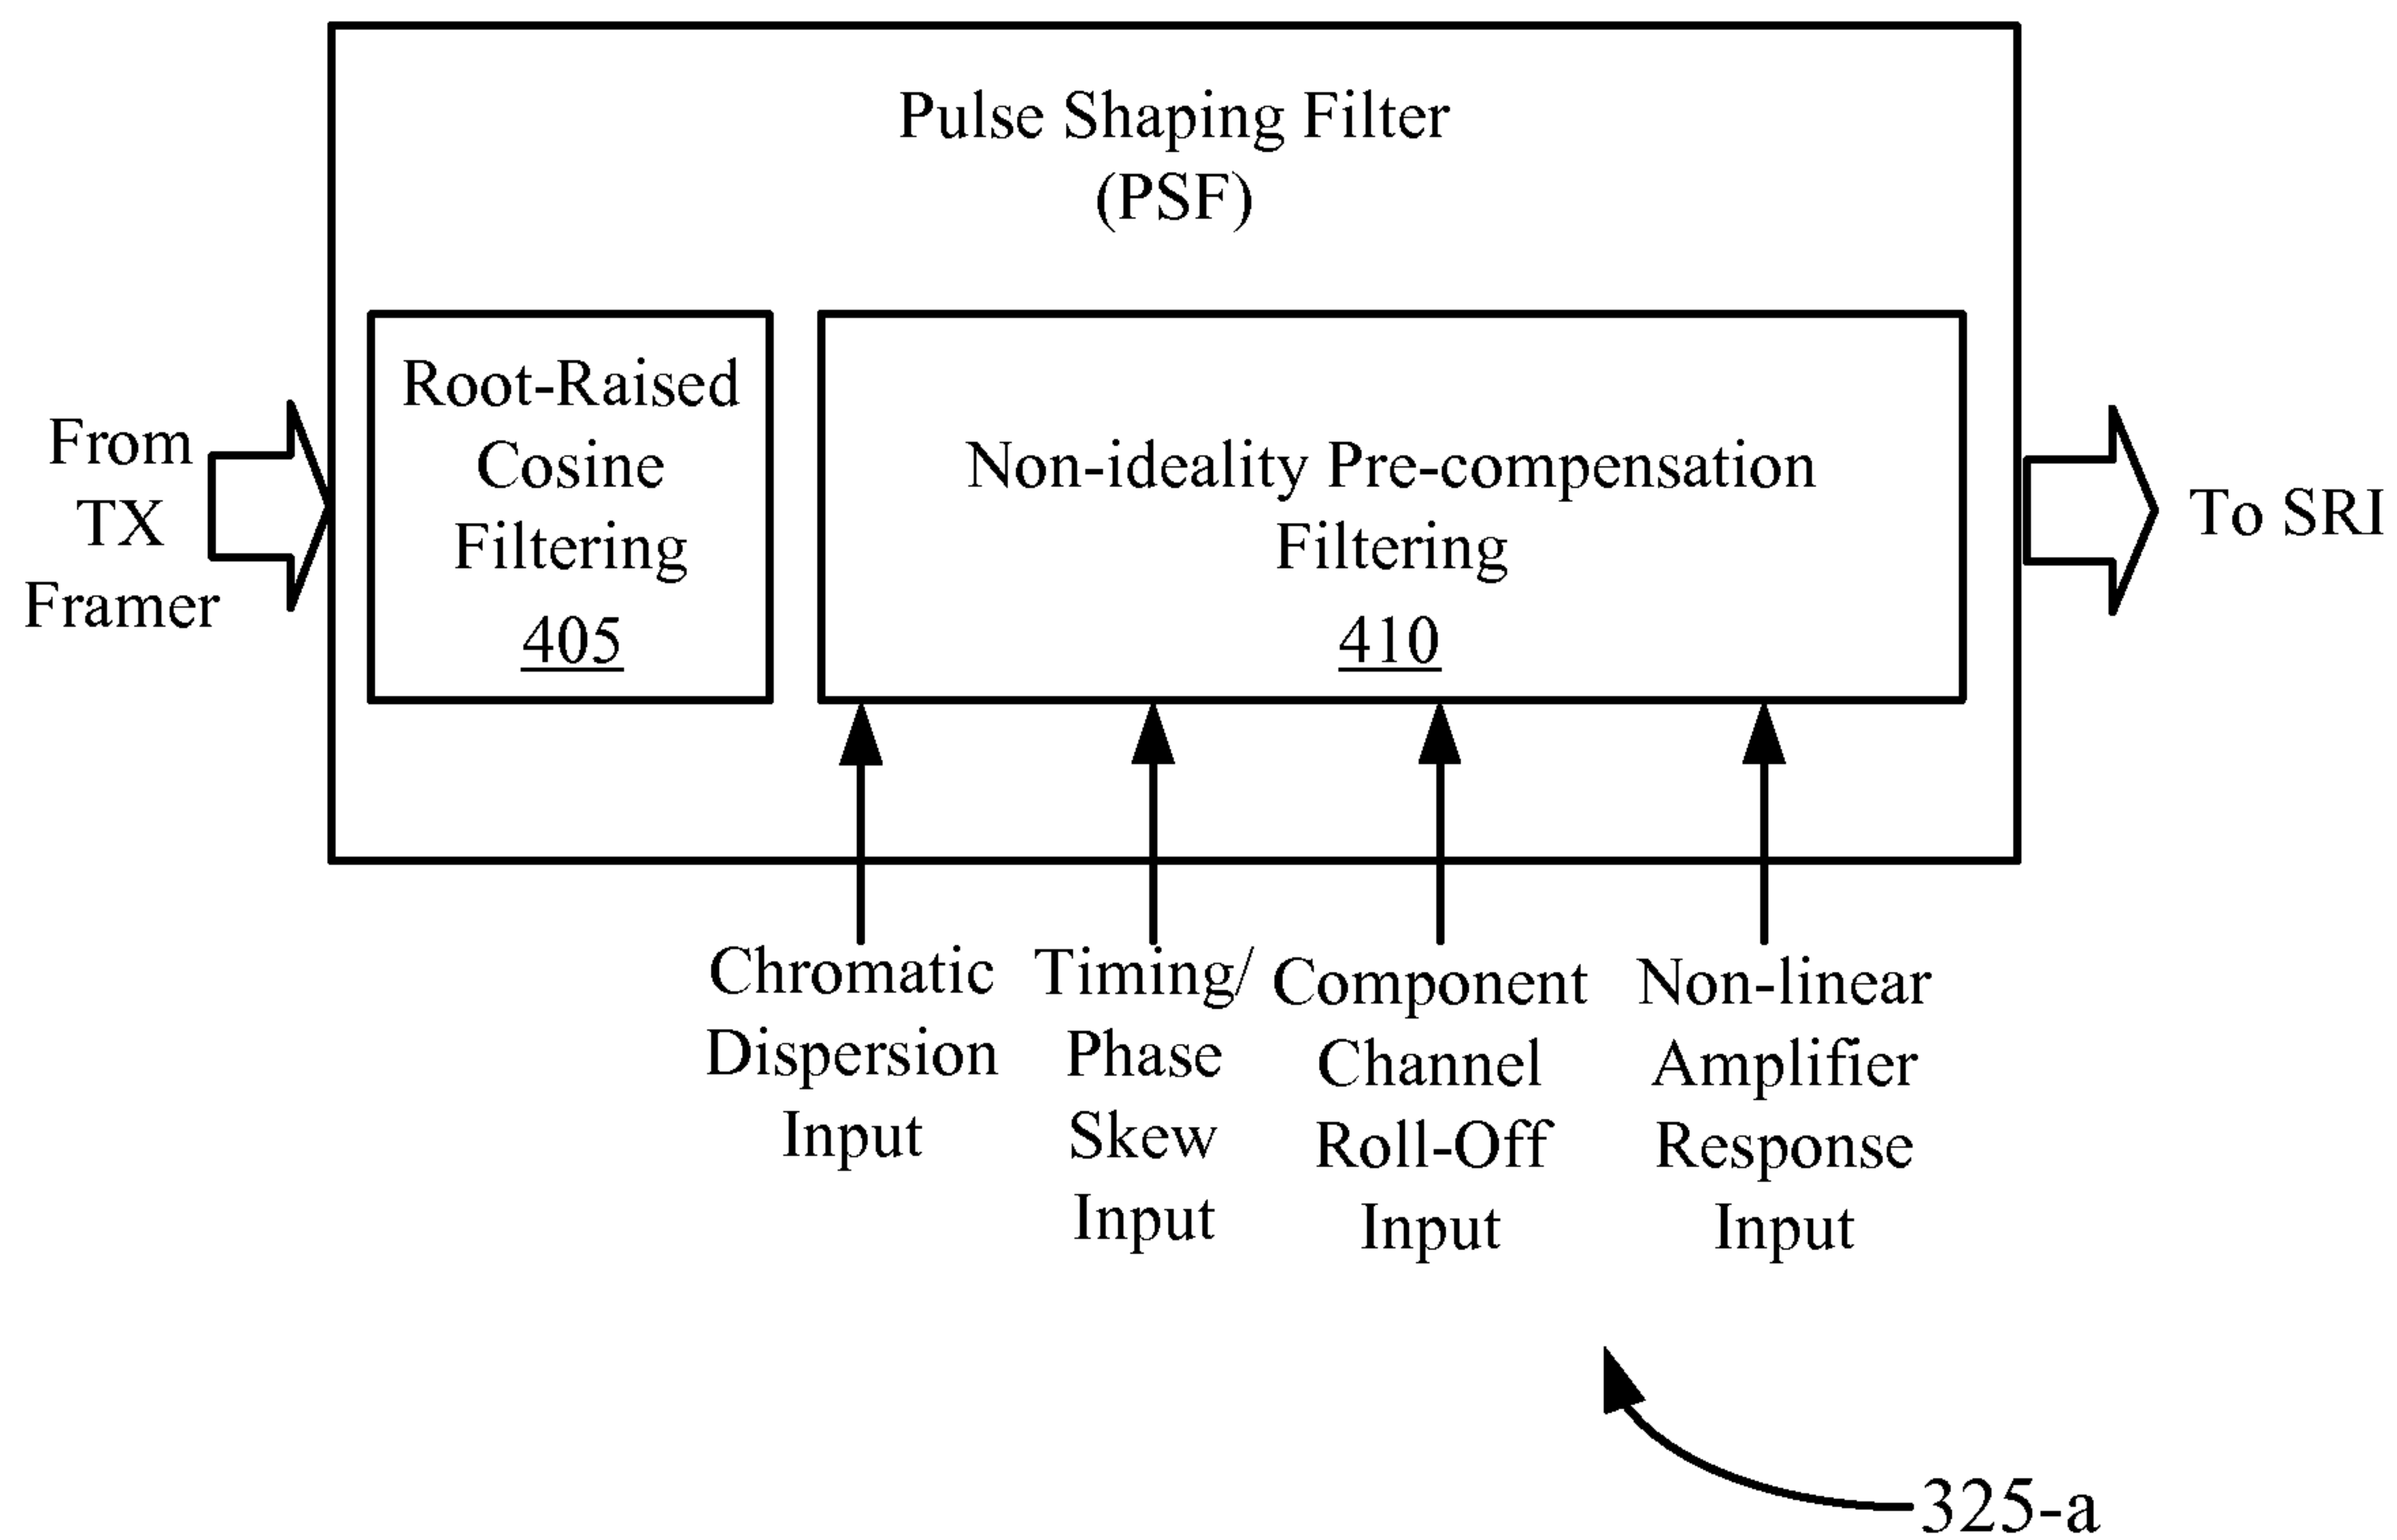 Pulse Shaping Filter
(PSF)
From
TX
Framer
Root-Raised
Cosine
Filtering
405
Non-ideality Pre-compensation
Filtering
410
To SRI
Chromatic
Dispersion
Input
Timing/
Phase
Skew
Input
Component
Channel
Roll-Off
Input
Non-linear
Amplifier
Response
Input
325-a